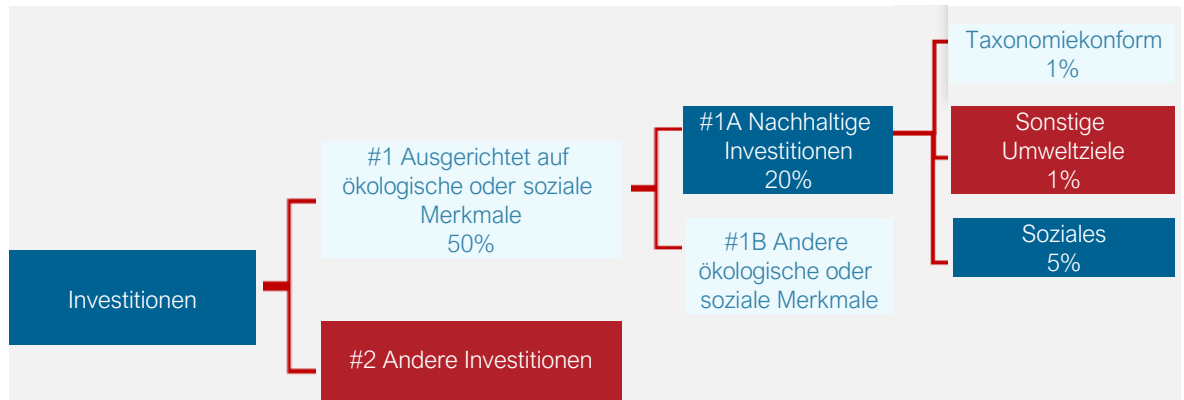 Investitionen
#1 Ausgerichtet auf
ökologische oder soziale
Merkmale
50%
#2 Andere Investitionen
#1A Nachhaltige
Investitionen
20%
#1B Andere
ökologische oder
soziale Merkmale
Taxonomiekonform
1%
Sonstige
Umweltziele
1%
Soziales
5%